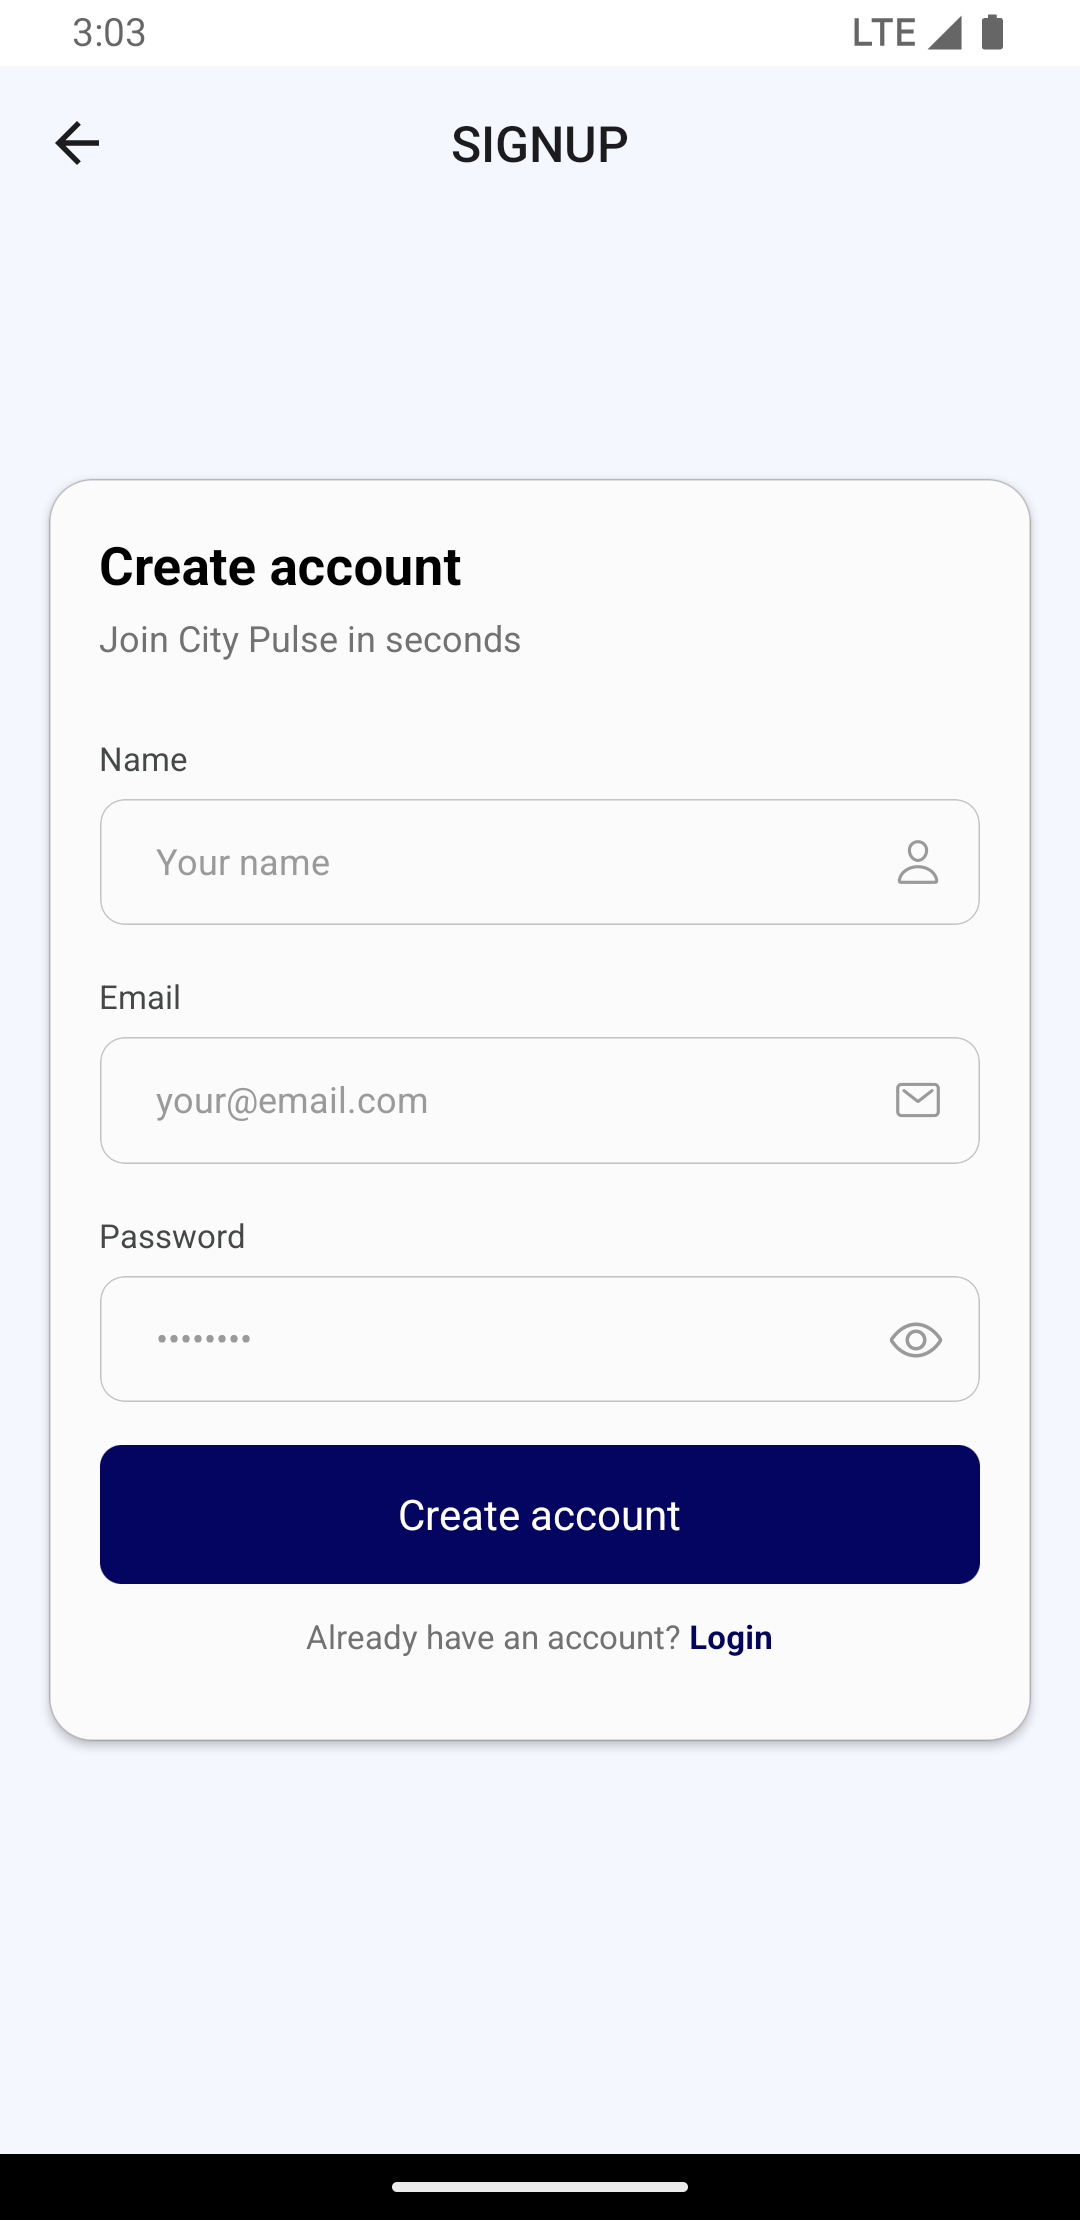 3:03 LTE
SIGNUP
Create account
Join City Pulse in seconds
Name
Your name
Email
your@email.com
Password
••••••••
Create account
Already have an account? Login